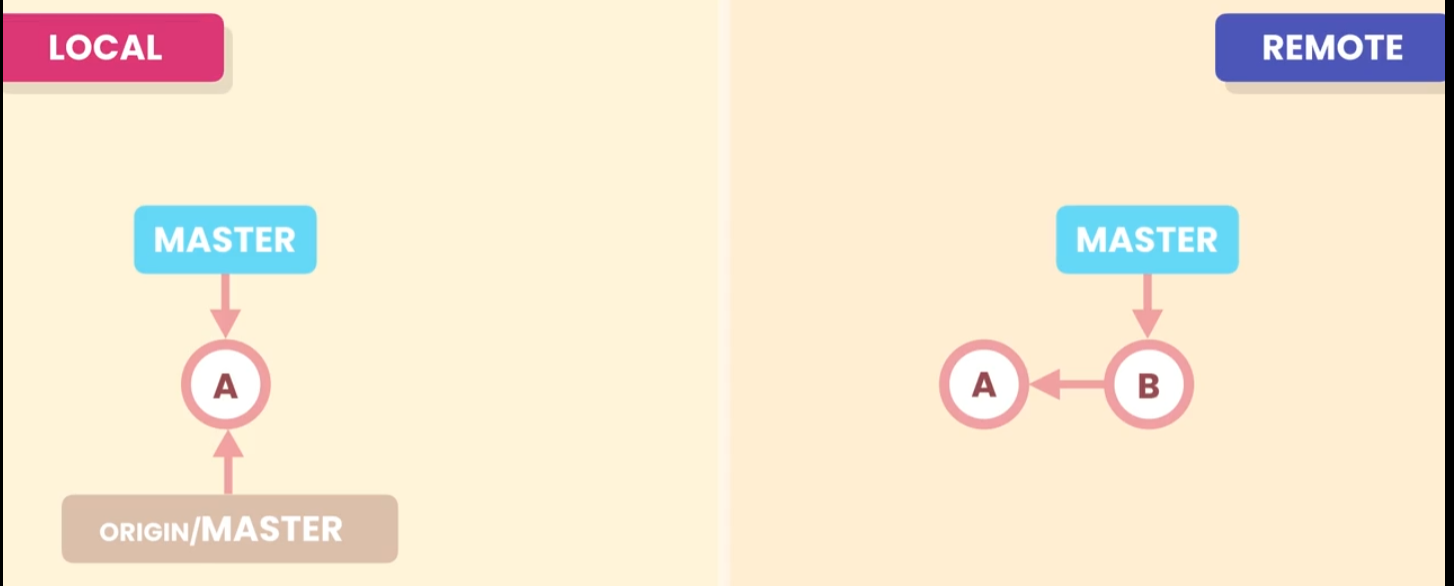 LOCAL
REMOTE
MASTER
MASTER
A
A
B
ORIGIN/MASTER